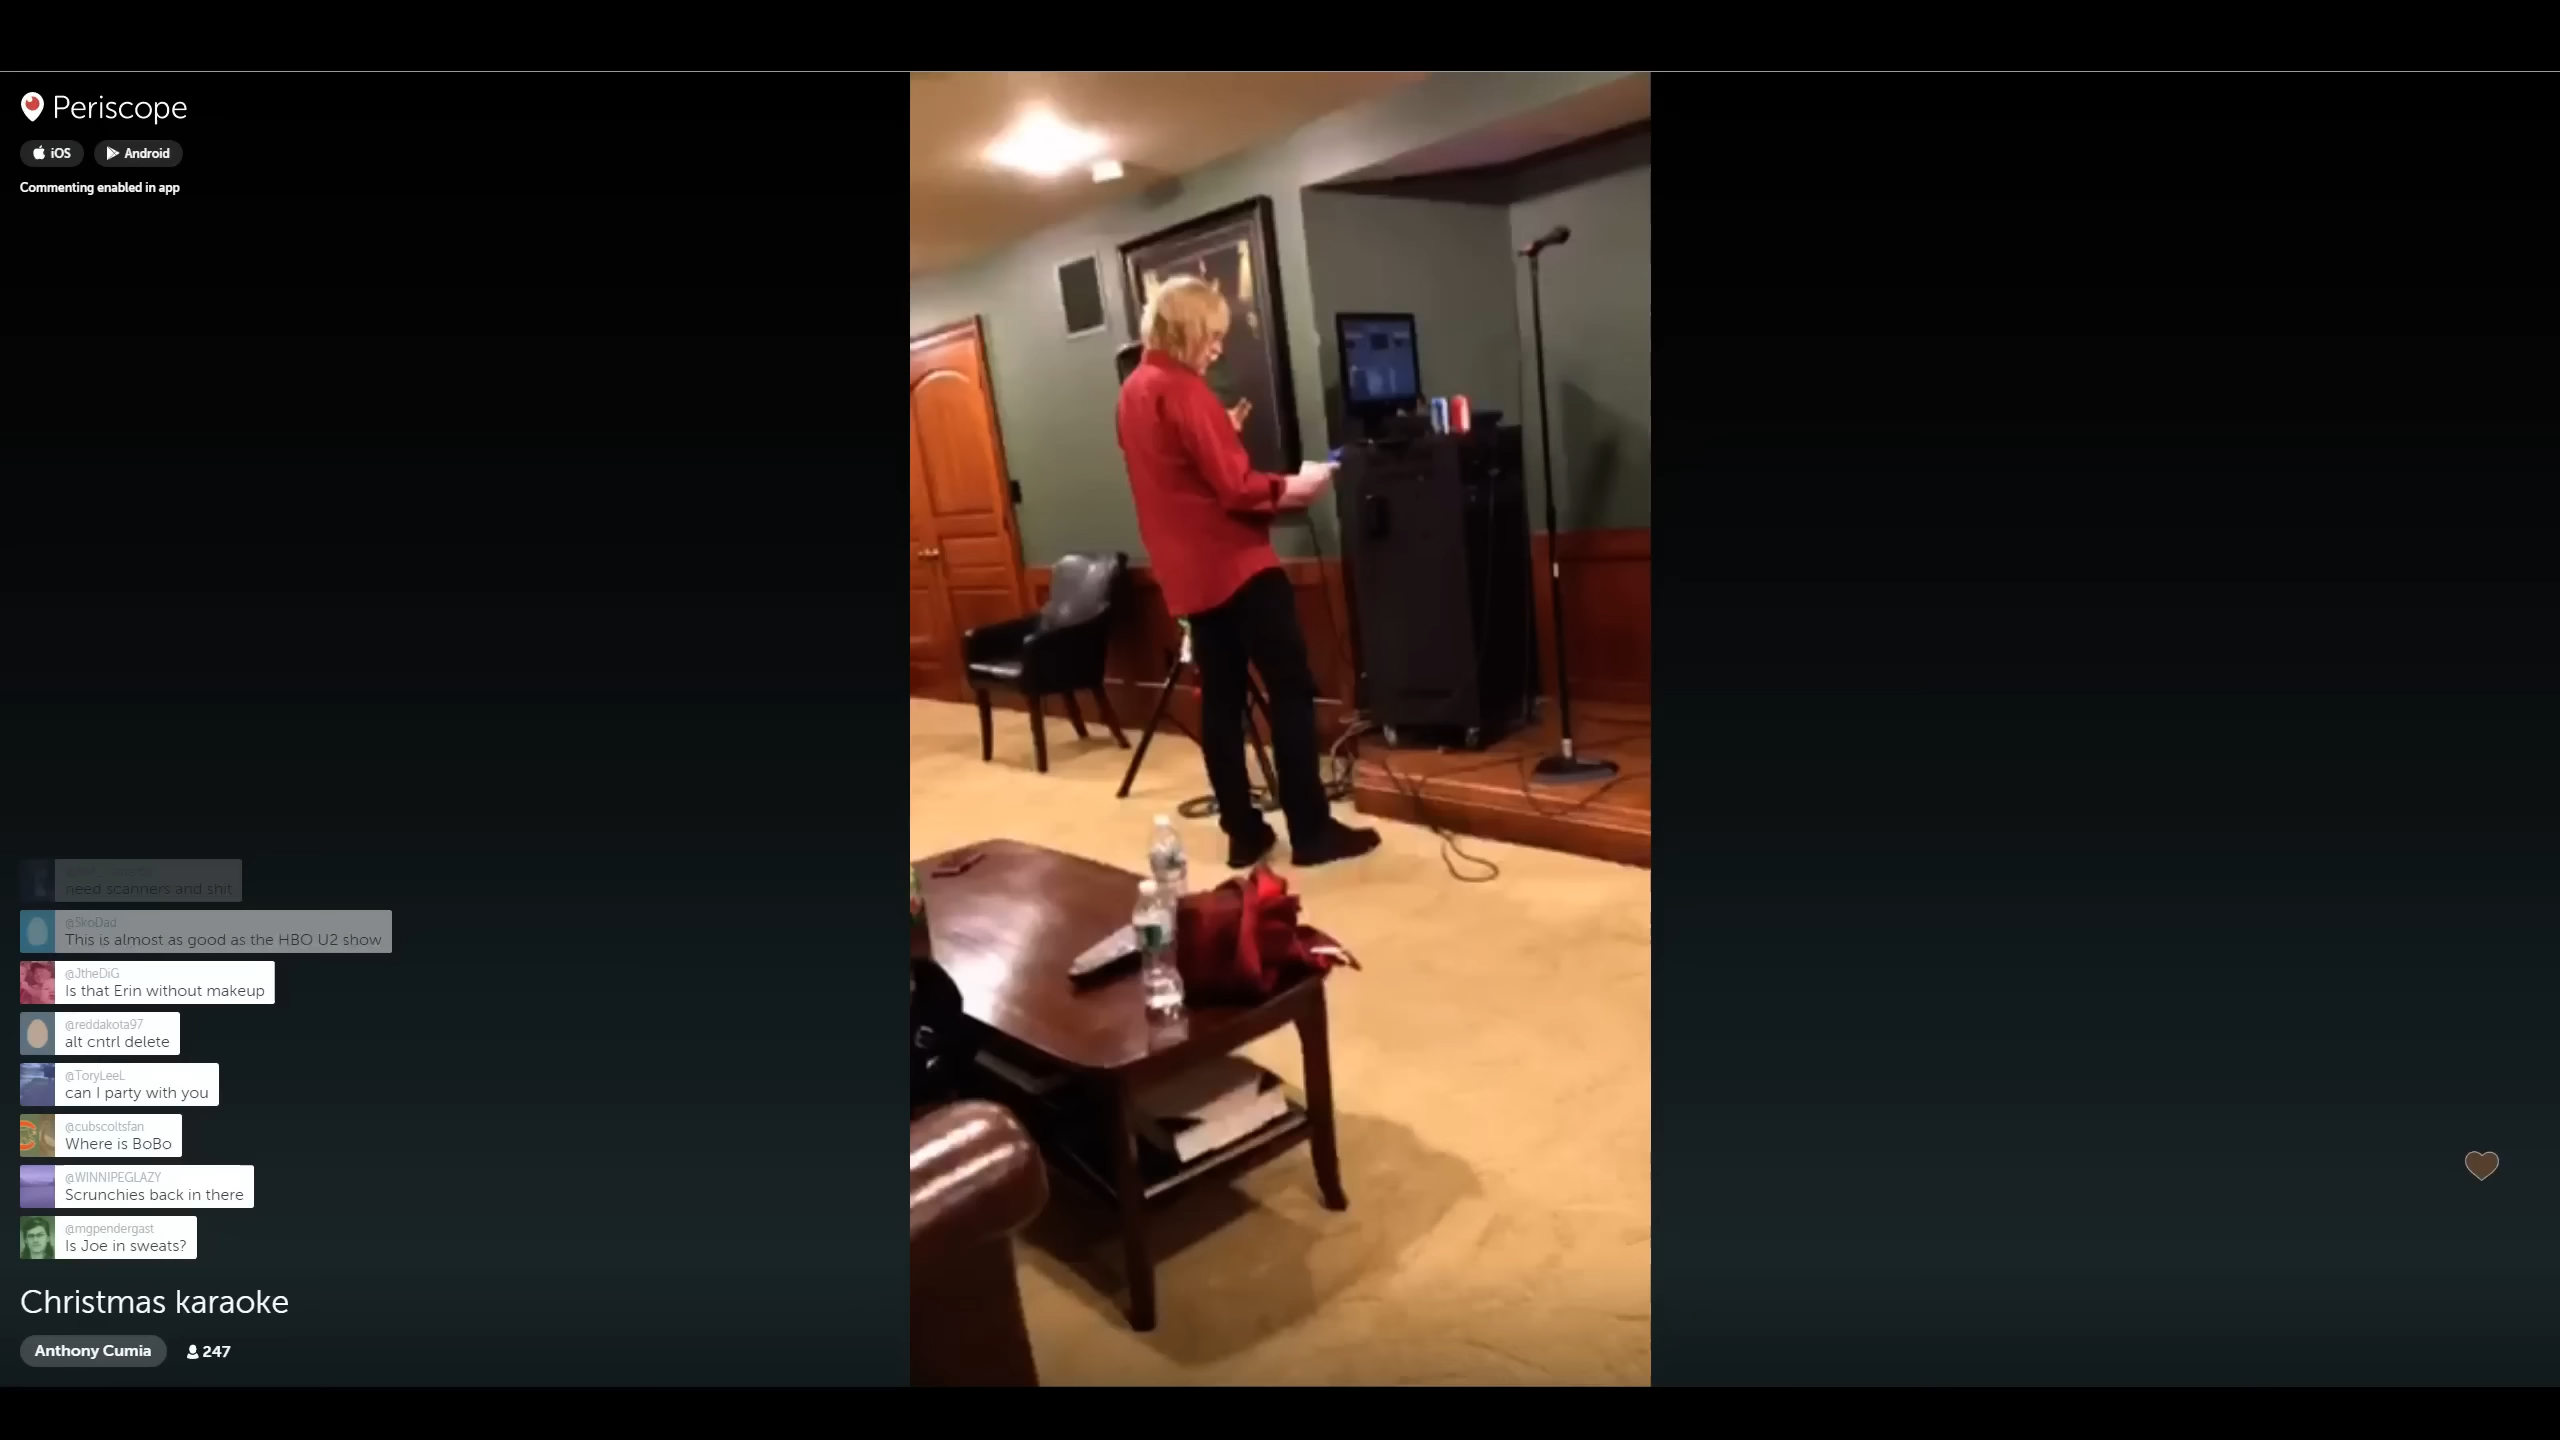 Periscope
iOS
Android
Commenting enabled in app
need scanners and shit
@SkoDad
This is almost as good as the HBO U2 show
@JtheDiG
Is that Erin without makeup
@reddakota97
alt cntrl delete
@ToryLeeL
can I party with you
@cubscoltsfan
Where is BoBo
@WINNIPEGLAZY
Scrunchies back in there
@mgpendergast
Is Joe in sweats?
Christmas karaoke
Anthony Cumia
247